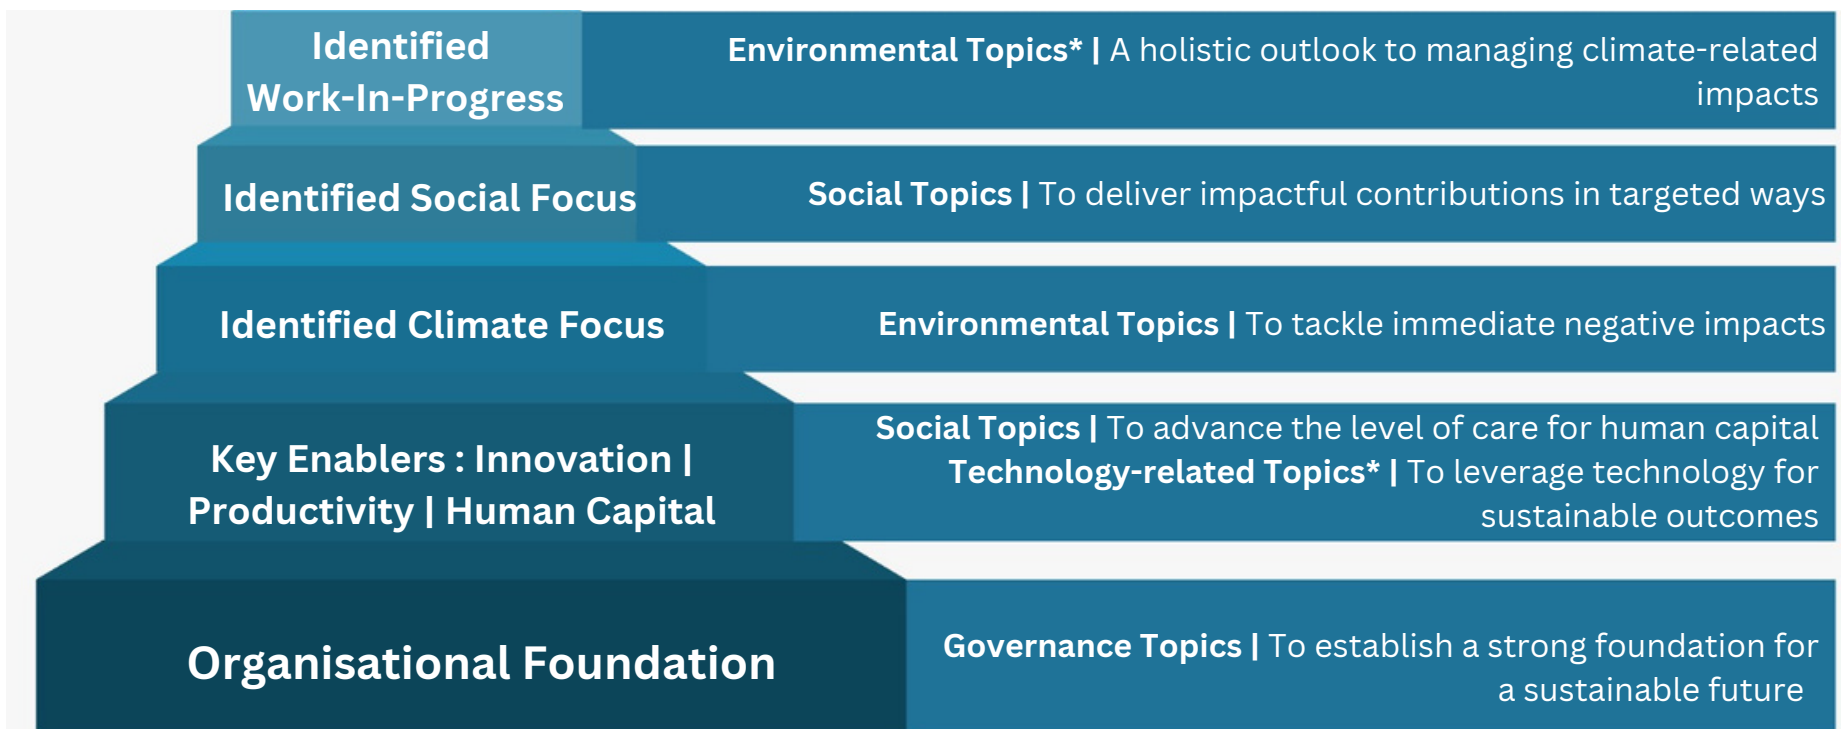 Identified
Work-In-Progress
Environmental Topics* | A holistic outlook to managing climate-related
impacts
Identified Social Focus
Social Topics | To deliver impactful contributions in targeted ways
Identified Climate Focus
Environmental Topics | To tackle immediate negative impacts
Key Enablers : Innovation |
Productivity | Human Capital
Social Topics | To advance the level of care for human capital
Technology-related Topics* | To leverage technology for
sustainable outcomes
Organisational Foundation
Governance Topics | To establish a strong foundation for
a sustainable future